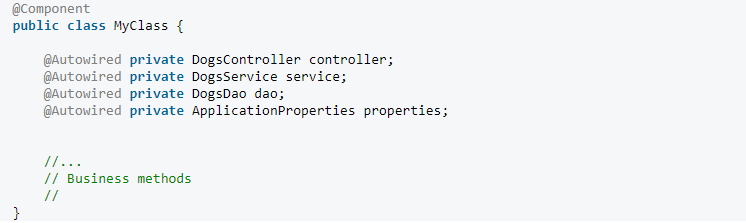 @Component
public class MyClass {
@Autowired private DogsController controller;
@Autowired private DogsService service;
@Autowired private DogsDao dao;
@Autowired private ApplicationProperties properties;
//...
// Business methods
//
}